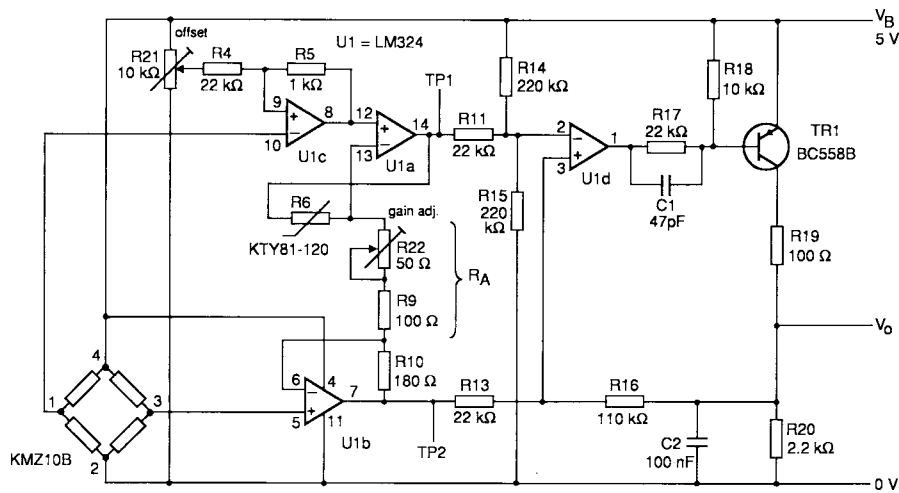 V_B
5 V
offset
R21
10 kΩ
R4
22 kΩ
R5
1 kΩ
U1 = LM324
TP1
R14
220 kΩ
R18
10 kΩ
9
+
8
12
+
14
R11
22 kΩ
2
−
1
R17
22 kΩ
TR1
BC558B
−
10
U1c
−
13
U1a
+
3
U1d
C1
47pF
R6
KTY81-120
gain adj.
R22
50 Ω
R_A
R15
220
kΩ
R19
100 Ω
R9
100 Ω
V_o
4
1
3
2
KMZ10B
6
−
4
7
+
5
11
U1b
R10
180 Ω
R13
22 kΩ
TP2
R16
110 kΩ
C2
100 nF
R20
2.2 kΩ
0 V